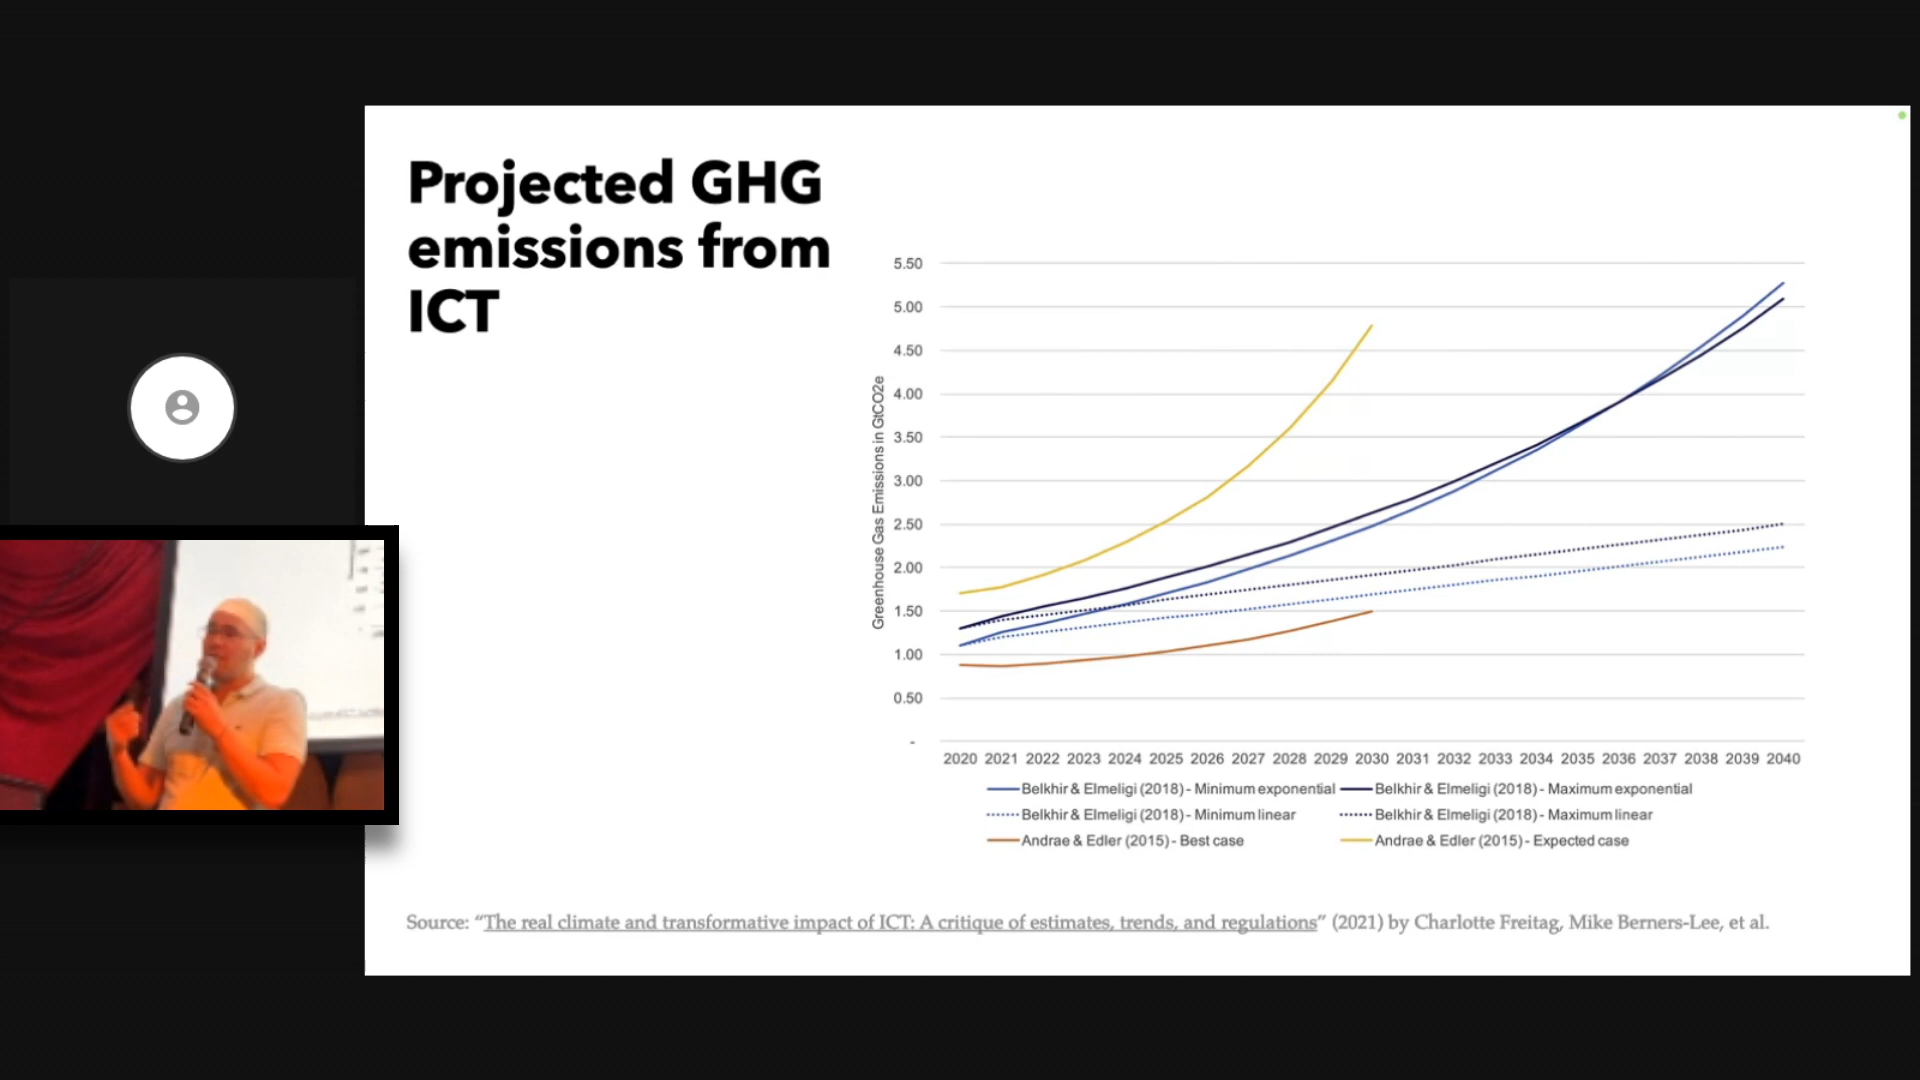 Projected GHG
emissions from
ICT
Greenhouse Gas Emissions in GtCO2e
5.50
5.00
4.50
4.00
3.50
3.00
2.50
2.00
1.50
1.00
0.50
-
2020 2021 2022 2023 2024 2025 2026 2027 2028 2029 2030 2031 2032 2033 2034 2035 2036 2037 2038 2039 2040
Belkhir & Elmeligi (2018) - Minimum exponential Belkhir & Elmeligi (2018) - Maximum exponential
Belkhir & Elmeligi (2018) - Minimum linear Belkhir & Elmeligi (2018) - Maximum linear
Andrae & Edler (2015) - Best case Andrae & Edler (2015) - Expected case
Source: “The real climate and transformative impact of ICT: A critique of estimates, trends, and regulations” (2021) by Charlotte Freitag, Mike Berners-Lee, et al.